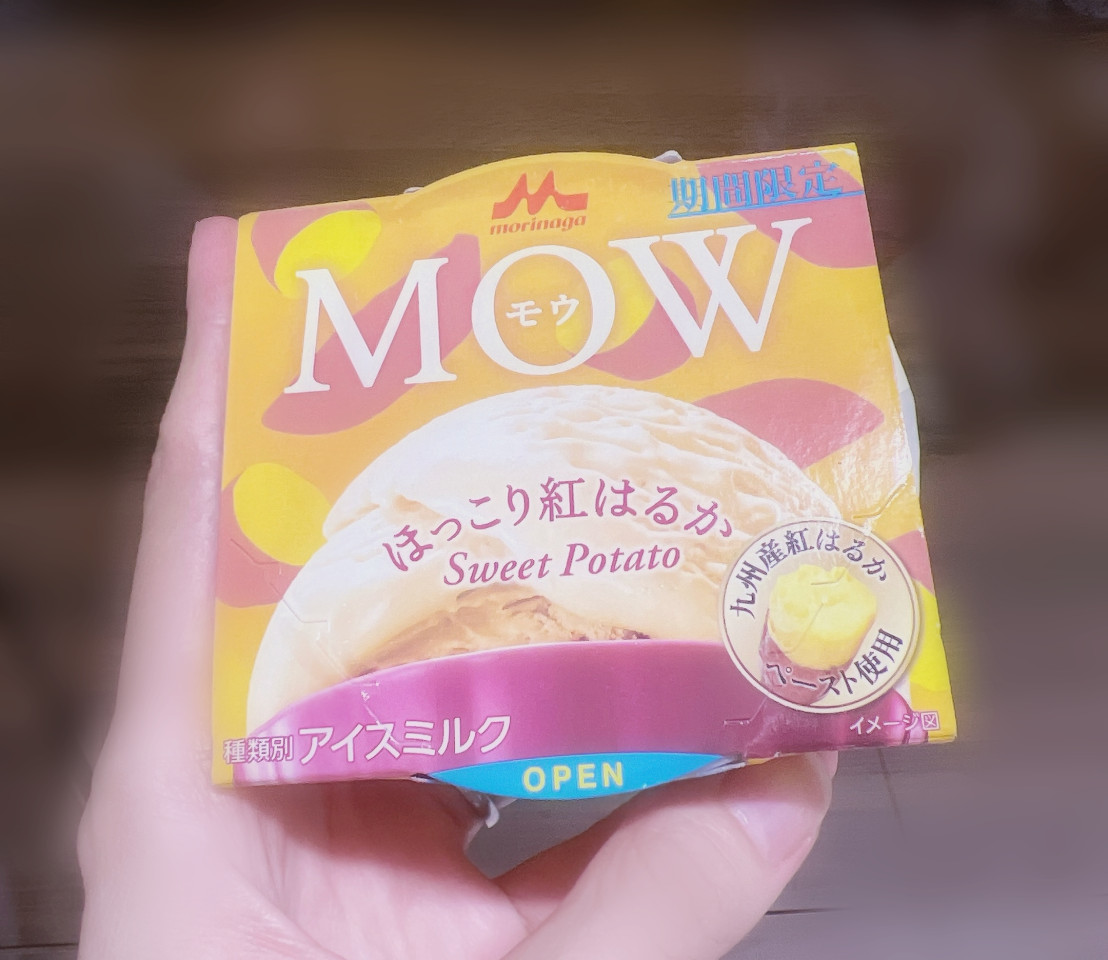 morinaga
期間限定
MOW
モウ
ほっこり紅はるか
Sweet Potato
九州産紅はるか
ペースト使用
種類別 アイスミルク
イメージ図
OPEN